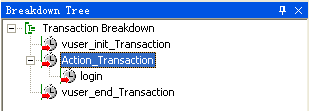 Breakdown Tree
Transaction Breakdown
vuser_init_Transaction
Action_Transaction
login
vuser_end_Transaction